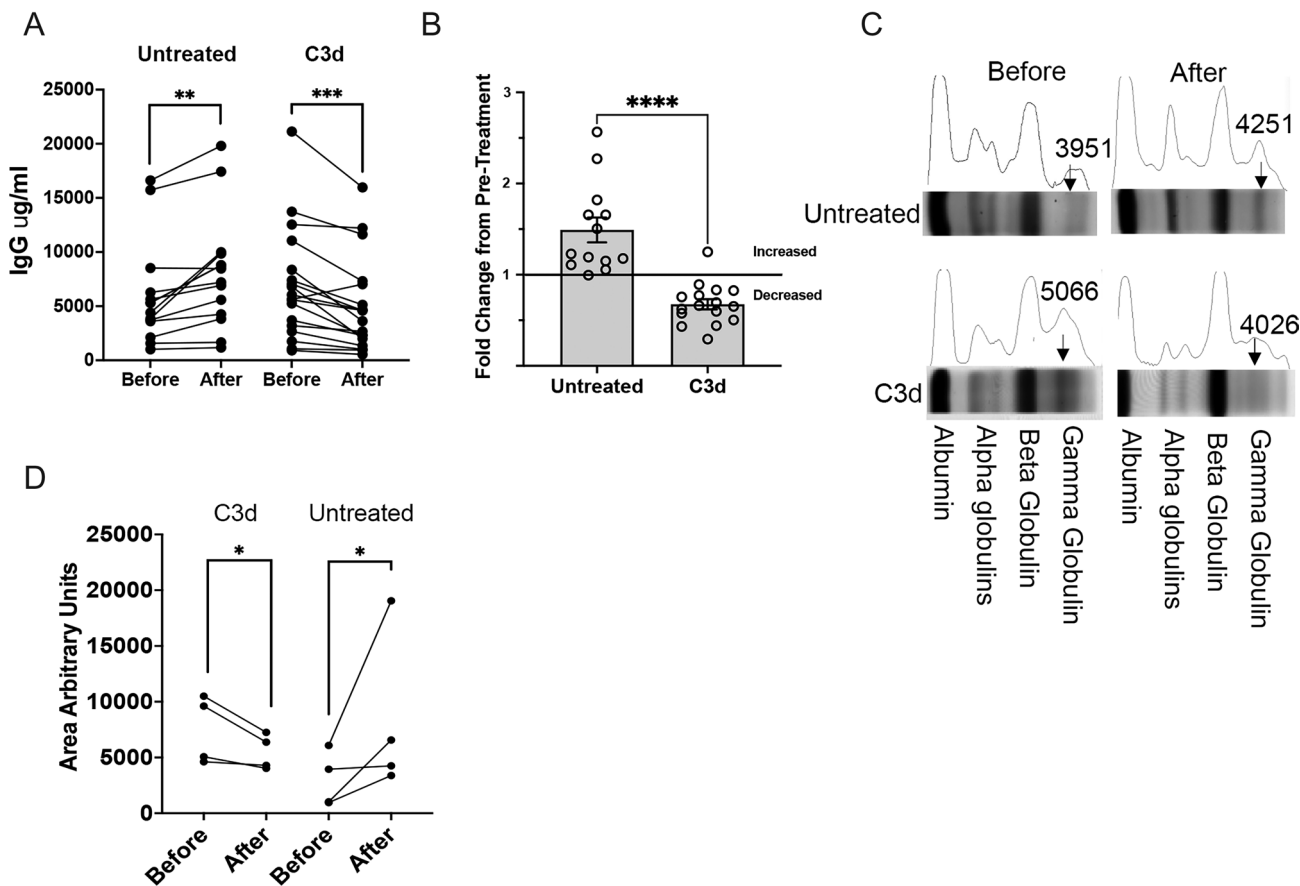 A
Untreated
C3d
IgG ug/ml
25000
20000
15000
10000
5000
0
**
***
Before
After
Before
After
B
Fold Change from Pre-Treatment
3
2
1
0
****
Increased
Decreased
Untreated
C3d
C
Before
After
3951
4251
Untreated
5066
4026
C3d
Albumin
Alpha globulins
Beta Globulin
Gamma Globulin
Albumin
Alpha globulins
Beta Globulin
Gamma Globulin
D
C3d
Untreated
Area Arbitrary Units
25000
20000
15000
10000
5000
0
*
*
Before
After
Before
After